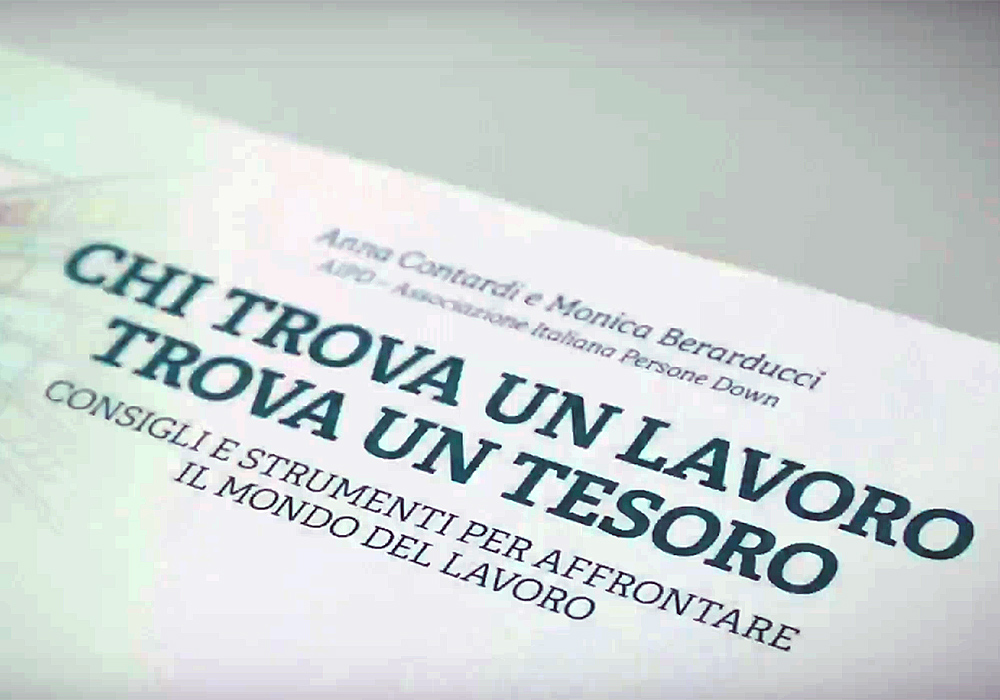 Anna Contardi e Monica Berarducci
AIPD - Associazione Italiana Persone Down
CHI TROVA UN LAVORO
TROVA UN TESORO
CONSIGLI E STRUMENTI PER AFFRONTARE
IL MONDO DEL LAVORO